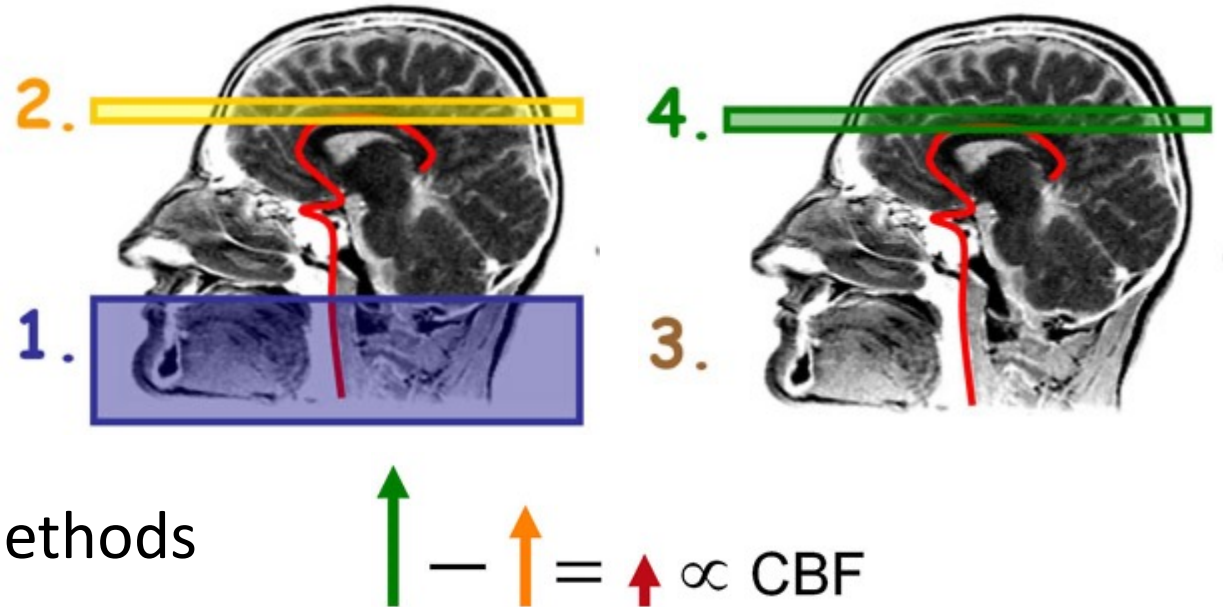 2.
4.
1.
3.
ethods
− = ∝ CBF